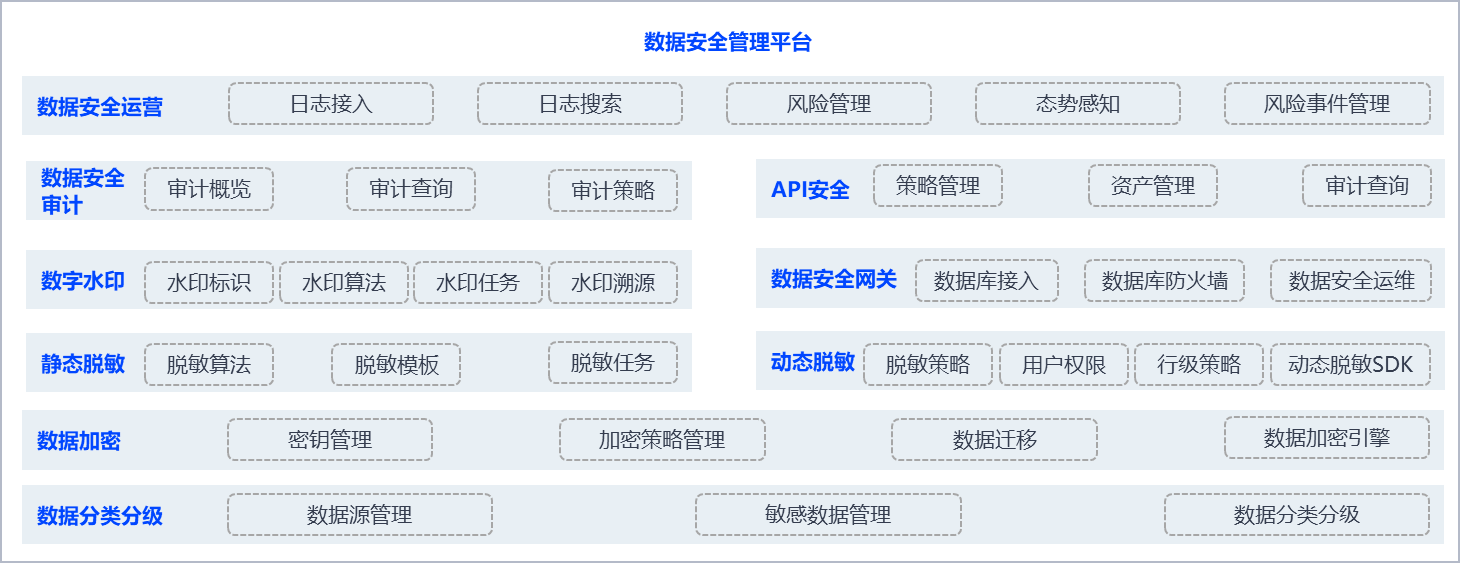 数据安全管理平台
数据安全运营 日志接入 日志搜索 风险管理 态势感知 风险事件管理
数据安全
审计
审计概览 审计查询 审计策略
API安全 策略管理 资产管理 审计查询
数字水印 水印标识 水印算法 水印任务 水印溯源
数据安全网关 数据库接入 数据库防火墙 数据安全运维
静态脱敏 脱敏算法 脱敏模板 脱敏任务
动态脱敏 脱敏策略 用户权限 行级策略 动态脱敏SDK
数据加密 密钥管理 加密策略管理 数据迁移 数据加密引擎
数据分类分级 数据源管理 敏感数据管理 数据分类分级